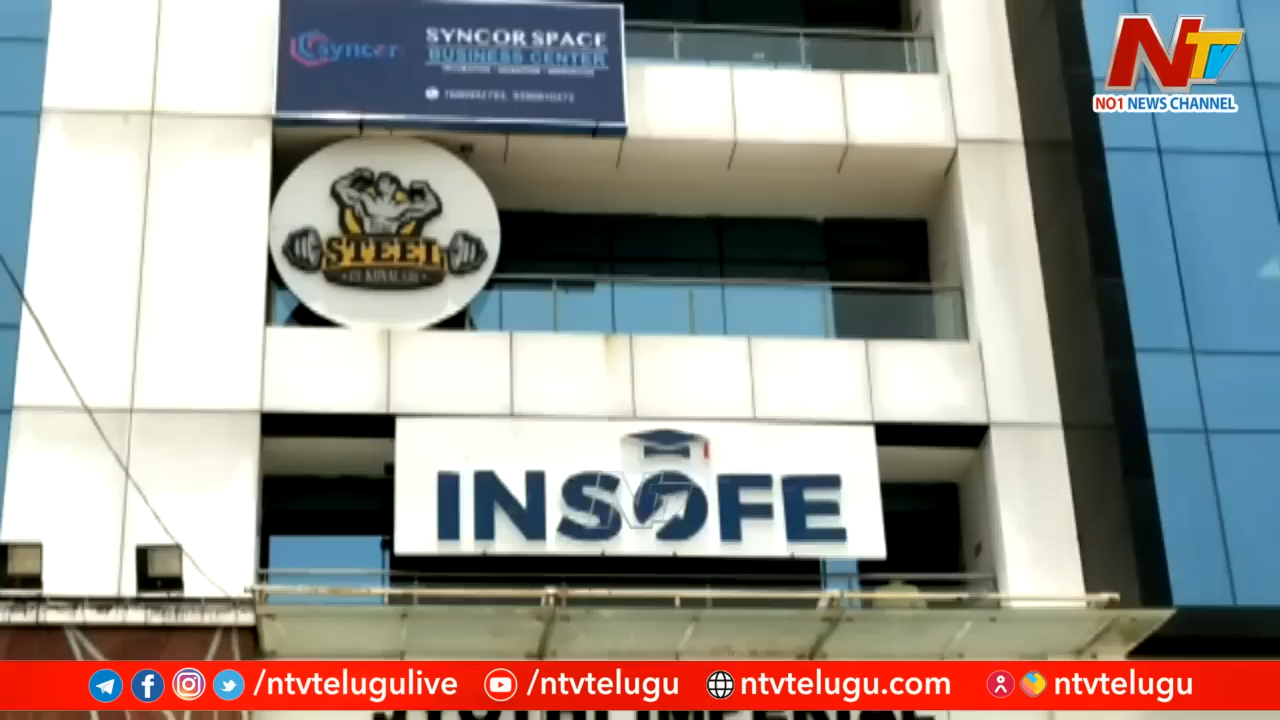 SYNCOR SPACE
syncor
BUSINESS CENTER
NTV
NO1 NEWS CHANNEL
STEEL
INSOFE
/ntvtelugulive
/ntvtelugu
ntvtelugu.com
ntvtelugu